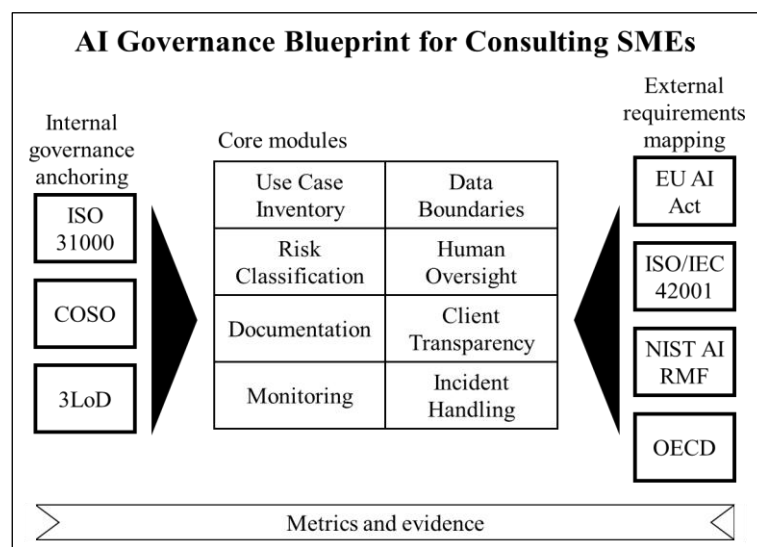 AI Governance Blueprint for Consulting SMEs
Internal
governance
anchoring
ISO
31000
COSO
3LoD
Core modules
Use Case
Inventory
Data
Boundaries
Risk
Classification
Human
Oversight
Documentation
Client
Transparency
Monitoring
Incident
Handling
External
requirements
mapping
EU AI
Act
ISO/IEC
42001
NIST AI
RMF
OECD
Metrics and evidence